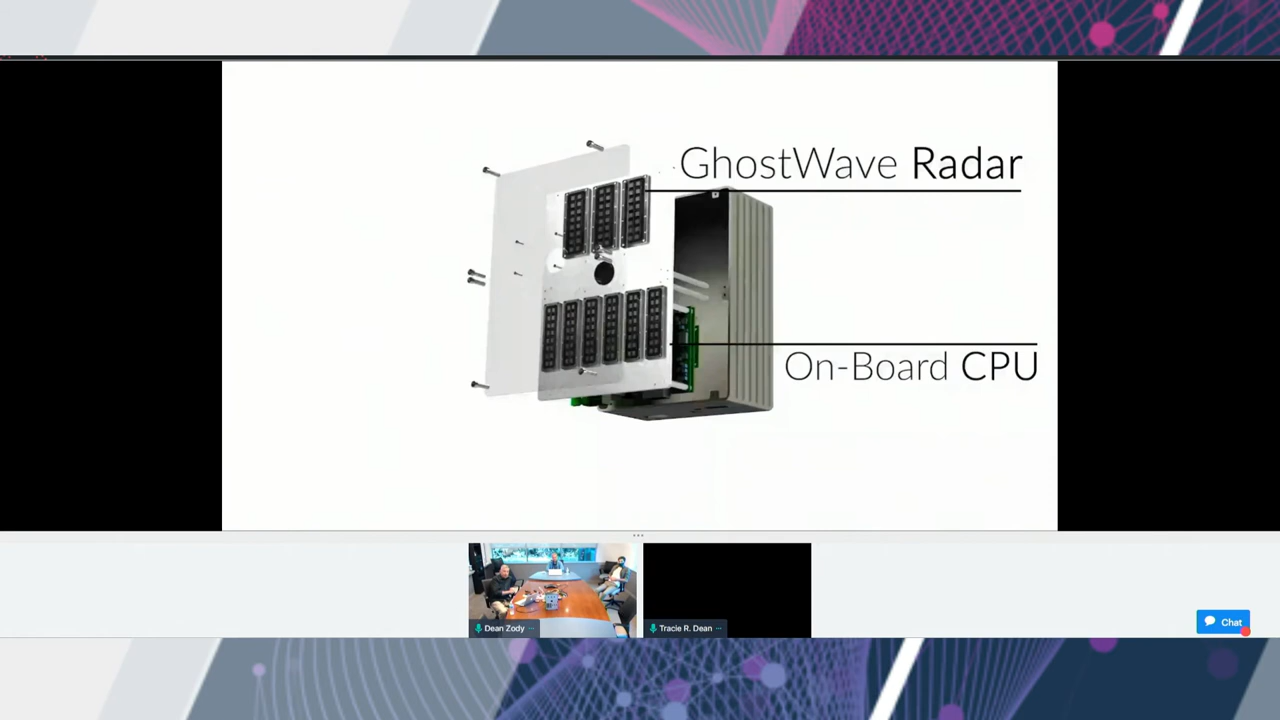 GhostWave Radar
On-Board CPU
Dean Zody
Tracie R. Dean
Chat